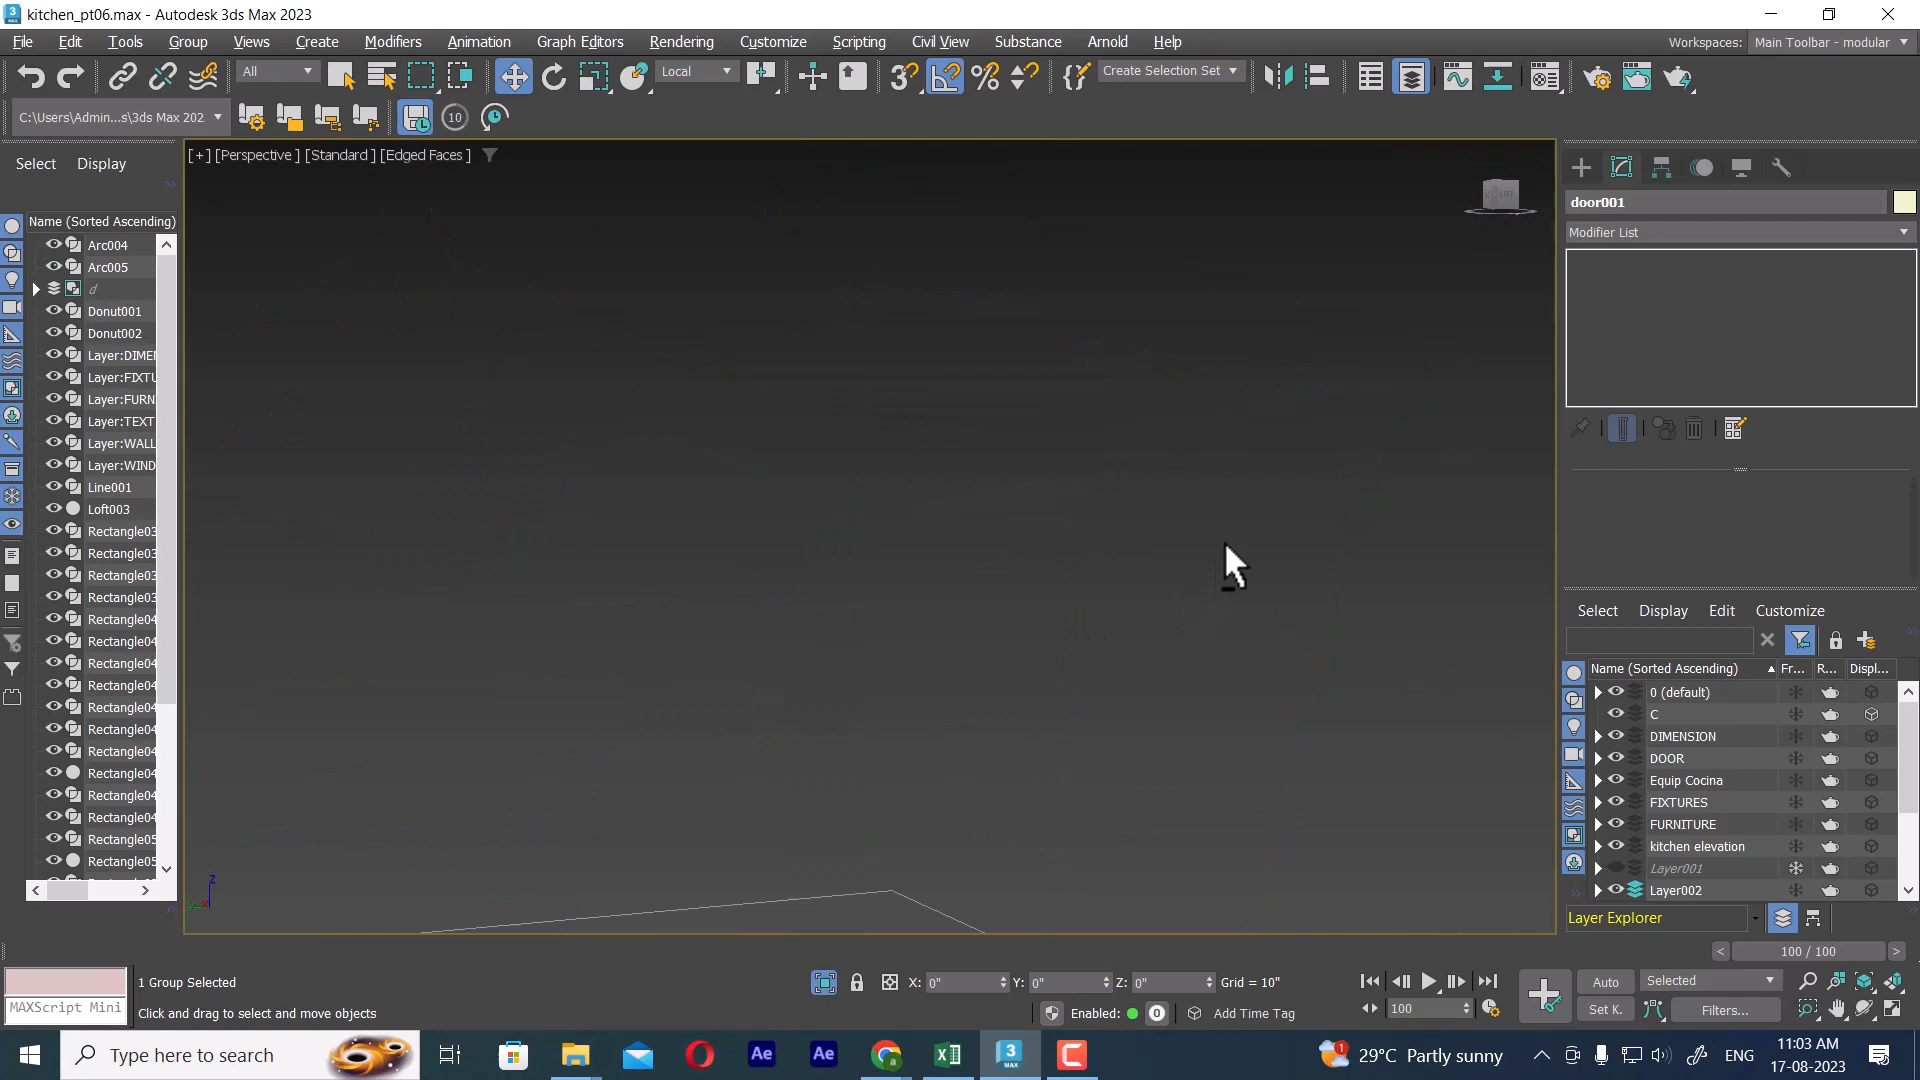 kitchen_pt06.max - Autodesk 3ds Max 2023
File Edit Tools Group Views Create Modifiers Animation Graph Editors Rendering Customize Scripting Civil View Substance Arnold Help Workspaces: Main Toolbar - modular
All Local Create Selection Set
C:\Users\Admin...s\3ds Max 202 10
[+] [Perspective ] [Standard ] [Edged Faces ]
Select Display
door001
Name (Sorted Ascending)
Modifier List
Arc004
Arc005
d
Donut001
Donut002
Layer:DIMEN
Layer:FIXTU
Layer:FURN
Layer:TEXT
Layer:WALL
Layer:WIND
Line001
Loft003
Rectangle03
Rectangle03
Rectangle03
Rectangle03
Rectangle04
Rectangle04
Rectangle04
Rectangle04
Rectangle04
Rectangle04
Rectangle04
Rectangle04
Rectangle04
Rectangle04
Rectangle05
Rectangle05
LEFT
z
Select Display Edit Customize
Name (Sorted Ascending) Fr... R... Displ...
0 (default)
C
DIMENSION
DOOR
Equip Cocina
FIXTURES
FURNITURE
kitchen elevation
Layer001
Layer002
Layer Explorer
100 / 100
1 Group Selected X: 0" Y: 0" Z: 0" Grid = 10" Auto Selected
MAXScript Mini Click and drag to select and move objects Enabled: 0 Add Time Tag 100 Set K. Filters...
Type here to search 29°C Partly sunny ENG 11:03 AM
17-08-2023